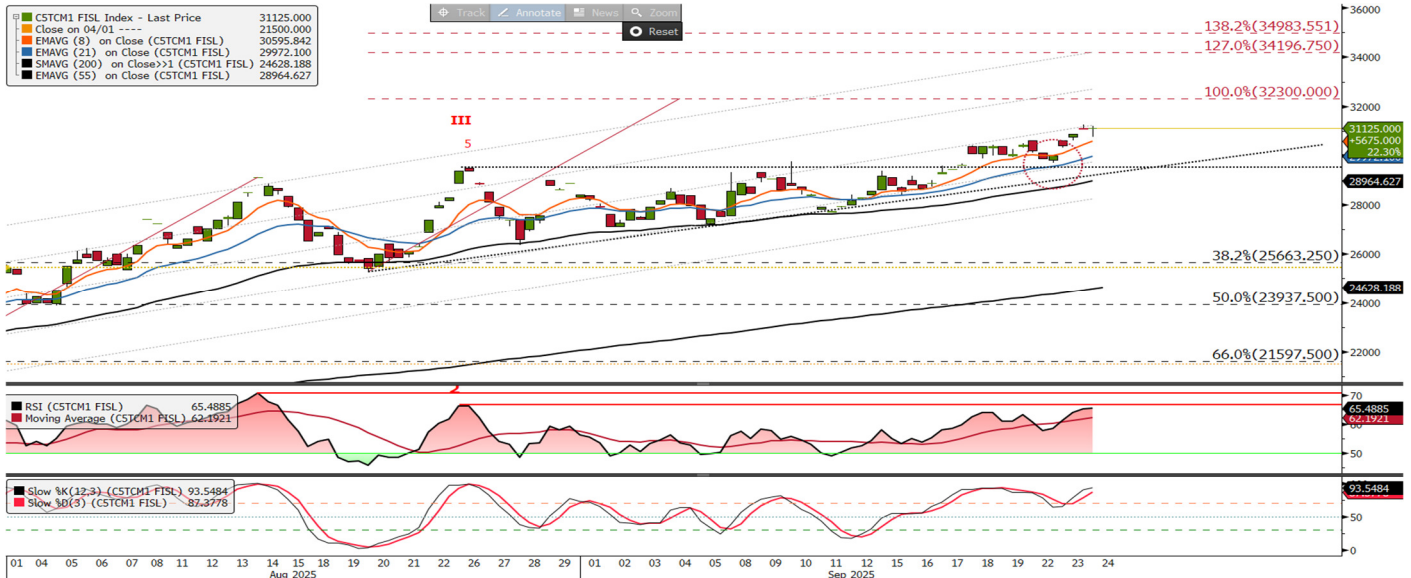 C5TCM1 FISL Index - Last Price 31125.000
Close on 04/01 ---- 21500.000
EMAVG (8) on Close (C5TCM1 FISL) 30595.842
EMAVG (21) on Close (C5TCM1 FISL) 29972.100
SMAVG (200) on Close>>1 (C5TCM1 FISL) 24628.188
EMAVG (55) on Close (C5TCM1 FISL) 28964.627
Track Annotate News Zoom
Reset
III
5
138.2%(34983.551)
127.0%(34196.750)
100.0%(32300.000)
38.2%(25663.250)
50.0%(23937.500)
66.0%(21597.500)
36000
34000
32000
31125.000
+5675.000
22.30%
28964.627
28000
26000
24628.188
24000
22000
2
RSI (C5TCM1 FISL) 65.4885
Moving Average (C5TCM1 FISL) 62.1921
70
65.4885
62.1921
60
50
Slow %K(12,3) (C5TCM1 FISL) 93.5484
Slow %D(3) (C5TCM1 FISL) 87.3778
93.5484
50
0
01 04 05 06 07 08 11 12 13 14 15 18 19 20 21 22 26 27 28 29 01 02 03 04 05 08 09 10 11 12 15 16 17 18 19 22 23 24
Aug 2025 Sep 2025